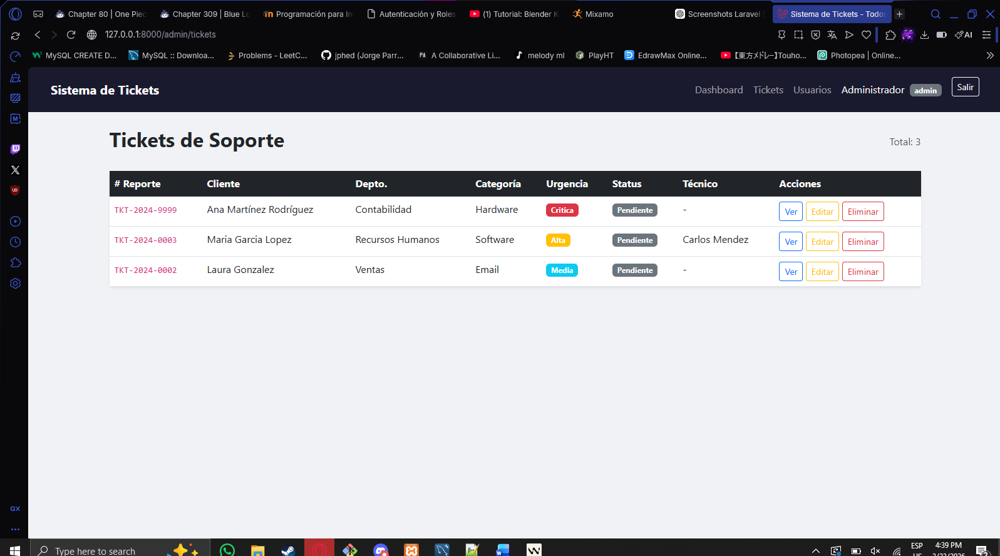 Chapter 80 | One Piec
Chapter 309 | Blue Lo
Programación para In
Autenticación y Roles
(1) Tutorial: Blender K
Mixamo
Screenshots Laravel S
Sistema de Tickets - Todos
127.0.0.1:8000/admin/tickets
AI
MySQL CREATE D...
MySQL :: Downloa...
Problems - LeetC...
jphed (Jorge Parr...
PA A Collaborative Li...
melody ml
PlayHT
EdrawMax Online...
【東方メドレー】Touho...
Photopea | Online...
Sistema de Tickets
Dashboard
Tickets
Usuarios
Administrador
admin
Salir
Tickets de Soporte
Total: 3
# Reporte Cliente Depto. Categoría Urgencia Status Técnico Acciones
TKT-2024-9999 Ana Martínez Rodríguez Contabilidad Hardware Critica Pendiente - Ver Editar Eliminar
TKT-2024-0003 Maria Garcia Lopez Recursos Humanos Software Alta Pendiente Carlos Mendez Ver Editar Eliminar
TKT-2024-0002 Laura Gonzalez Ventas Email Media Pendiente - Ver Editar Eliminar
GX
Type here to search
ESP
4:39 PM